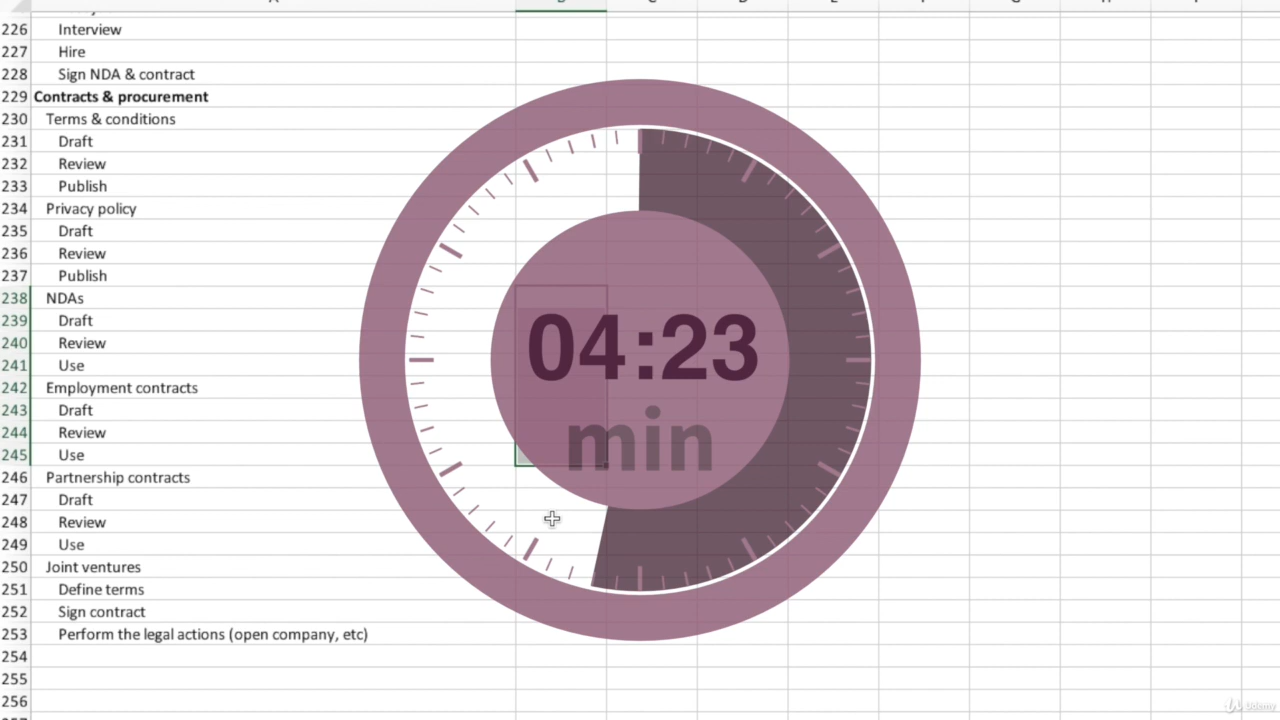 226 Interview
227 Hire
228 Sign NDA & contract
229 Contracts & procurement
230 Terms & conditions
231 Draft
232 Review
233 Publish
234 Privacy policy
235 Draft
236 Review
237 Publish
238 NDAs
239 Draft
240 Review
241 Use
242 Employment contracts
243 Draft
244 Review
245 Use
246 Partnership contracts
247 Draft
248 Review
249 Use
250 Joint ventures
251 Define terms
252 Sign contract
253 Perform the legal actions (open company, etc)
254
255
256
04:23
min
Udemy